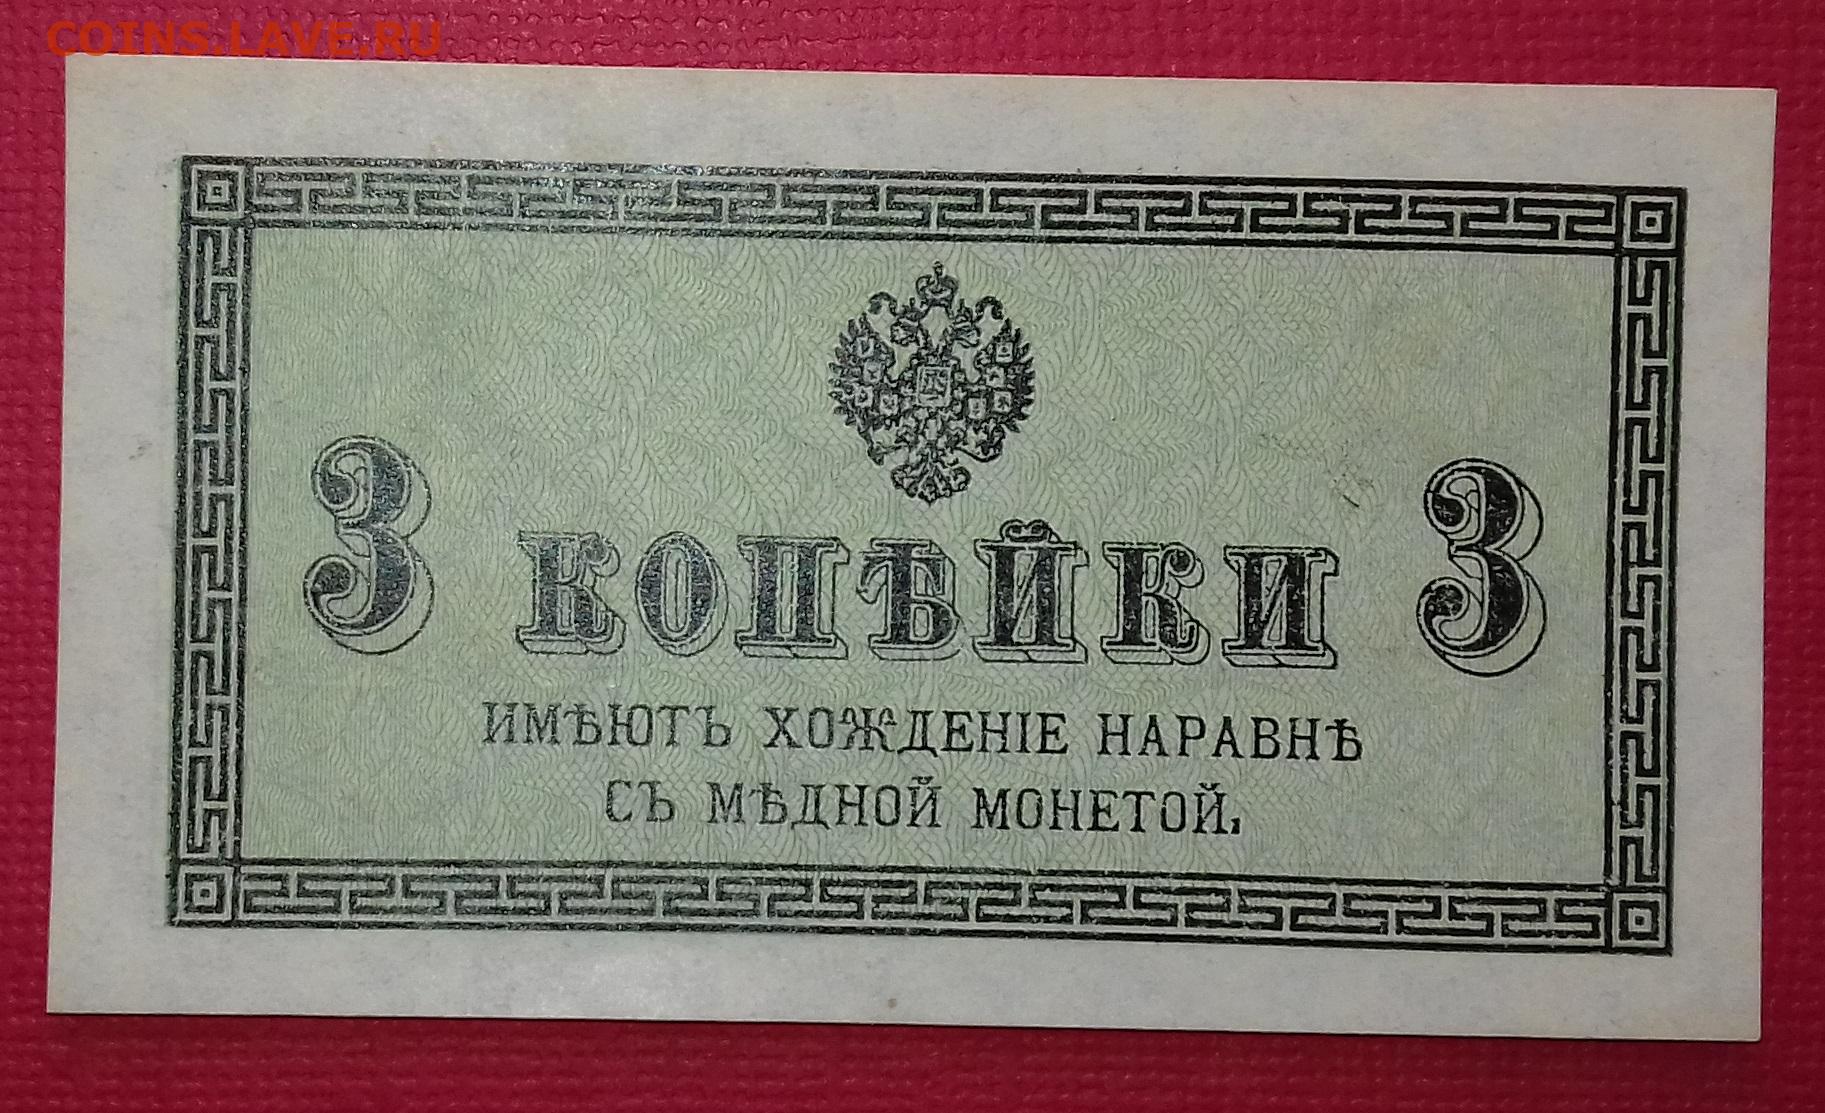 COINS.LAVE.RU
3 КОПѢЙКИ 3
ИМѢЮТЪ ХОЖДЕНІЕ НАРАВНѢ
СЪ МѢДНОЙ МОНЕТОЙ.